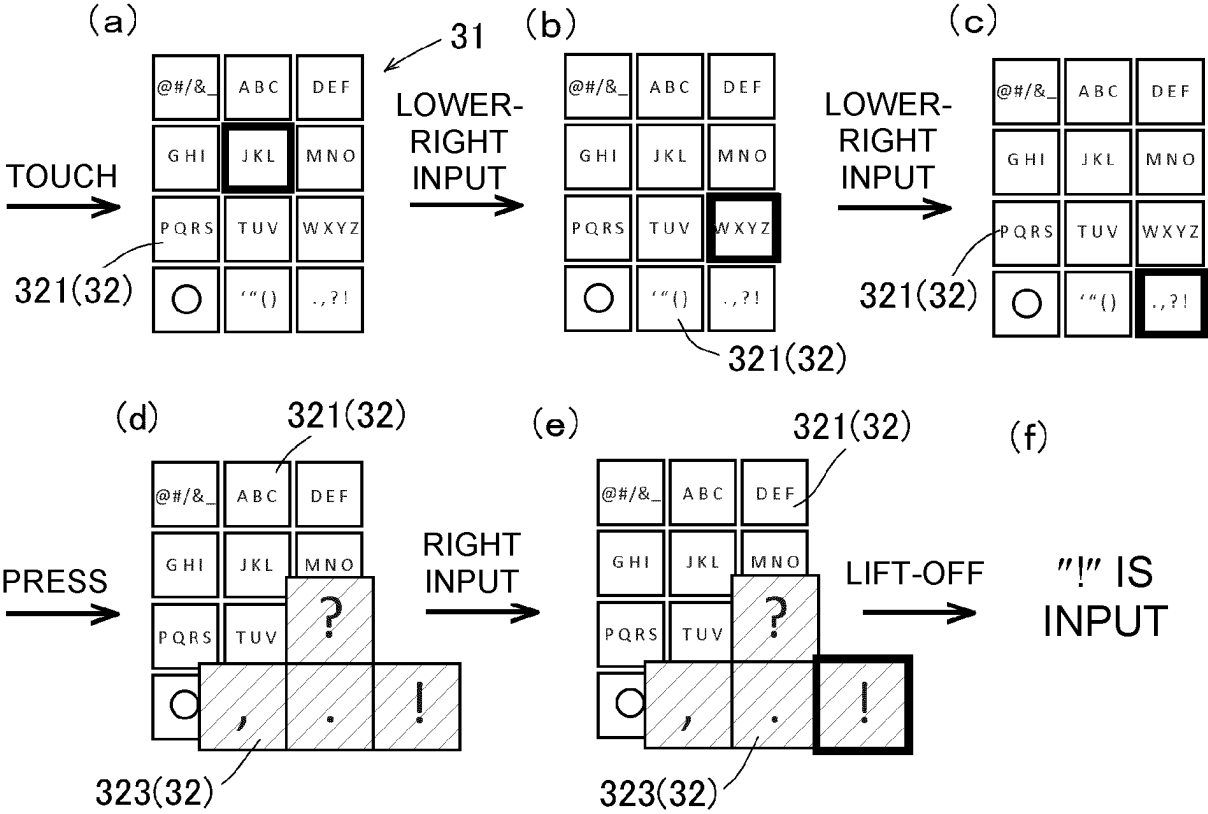 (a)
31
@#/&_ ABC DEF
GHI JKL MNO
PQRS TUV WXYZ
○ ‘“() .,?!
TOUCH
321(32)
LOWER-
RIGHT
INPUT
(b)
@#/&_ ABC DEF
GHI JKL MNO
PQRS TUV WXYZ
○ ‘“() .,?!
321(32)
LOWER-
RIGHT
INPUT
(c)
@#/&_ ABC DEF
GHI JKL MNO
PQRS TUV WXYZ
○ ‘“() .,?!
321(32)
PRESS
(d)
321(32)
@#/&_ ABC DEF
GHI JKL MNO
PQRS TUV ?
○ , . !
323(32)
RIGHT
INPUT
(e)
321(32)
@#/&_ ABC DEF
GHI JKL MNO
PQRS TUV ?
○ , . !
323(32)
LIFT-OFF
(f)
"!" IS
INPUT